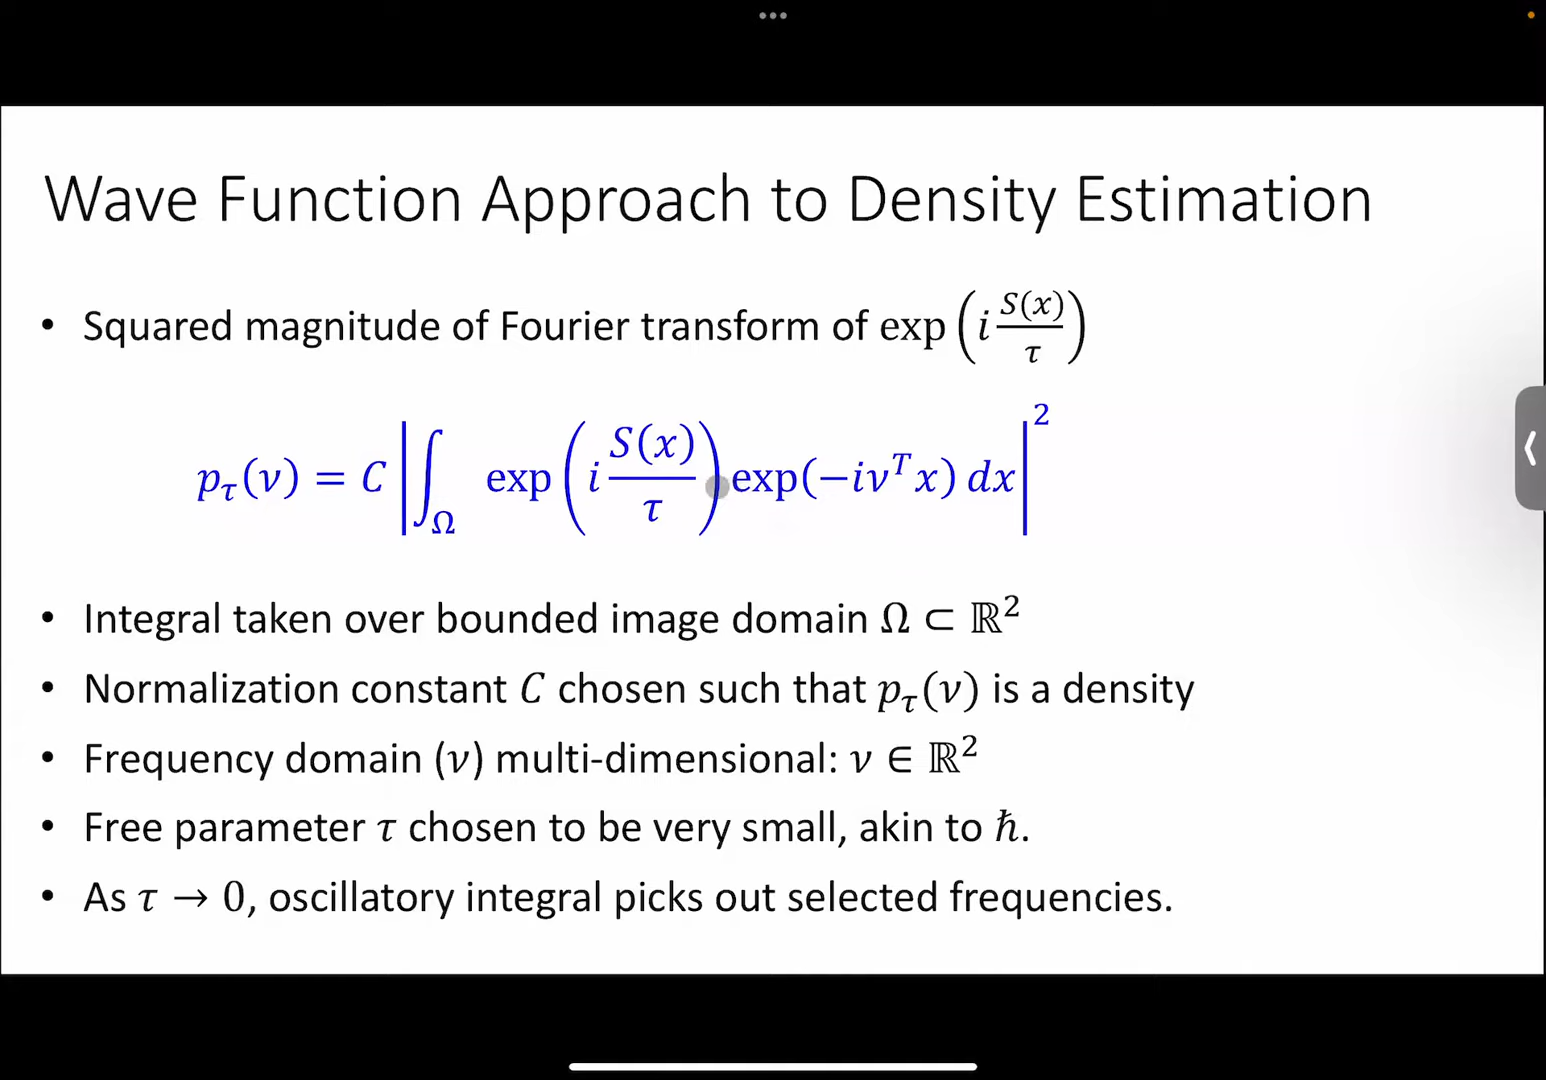 Wave Function Approach to Density Estimation
• Squared magnitude of Fourier transform of exp(i S(x)/τ)
p_τ(ν) = C |∫_Ω exp(i S(x)/τ) exp(−iν^T x) dx|^2
• Integral taken over bounded image domain Ω ⊂ ℝ^2
• Normalization constant C chosen such that p_τ(ν) is a density
• Frequency domain (ν) multi-dimensional: ν ∈ ℝ^2
• Free parameter τ chosen to be very small, akin to ℏ.
• As τ → 0, oscillatory integral picks out selected frequencies.